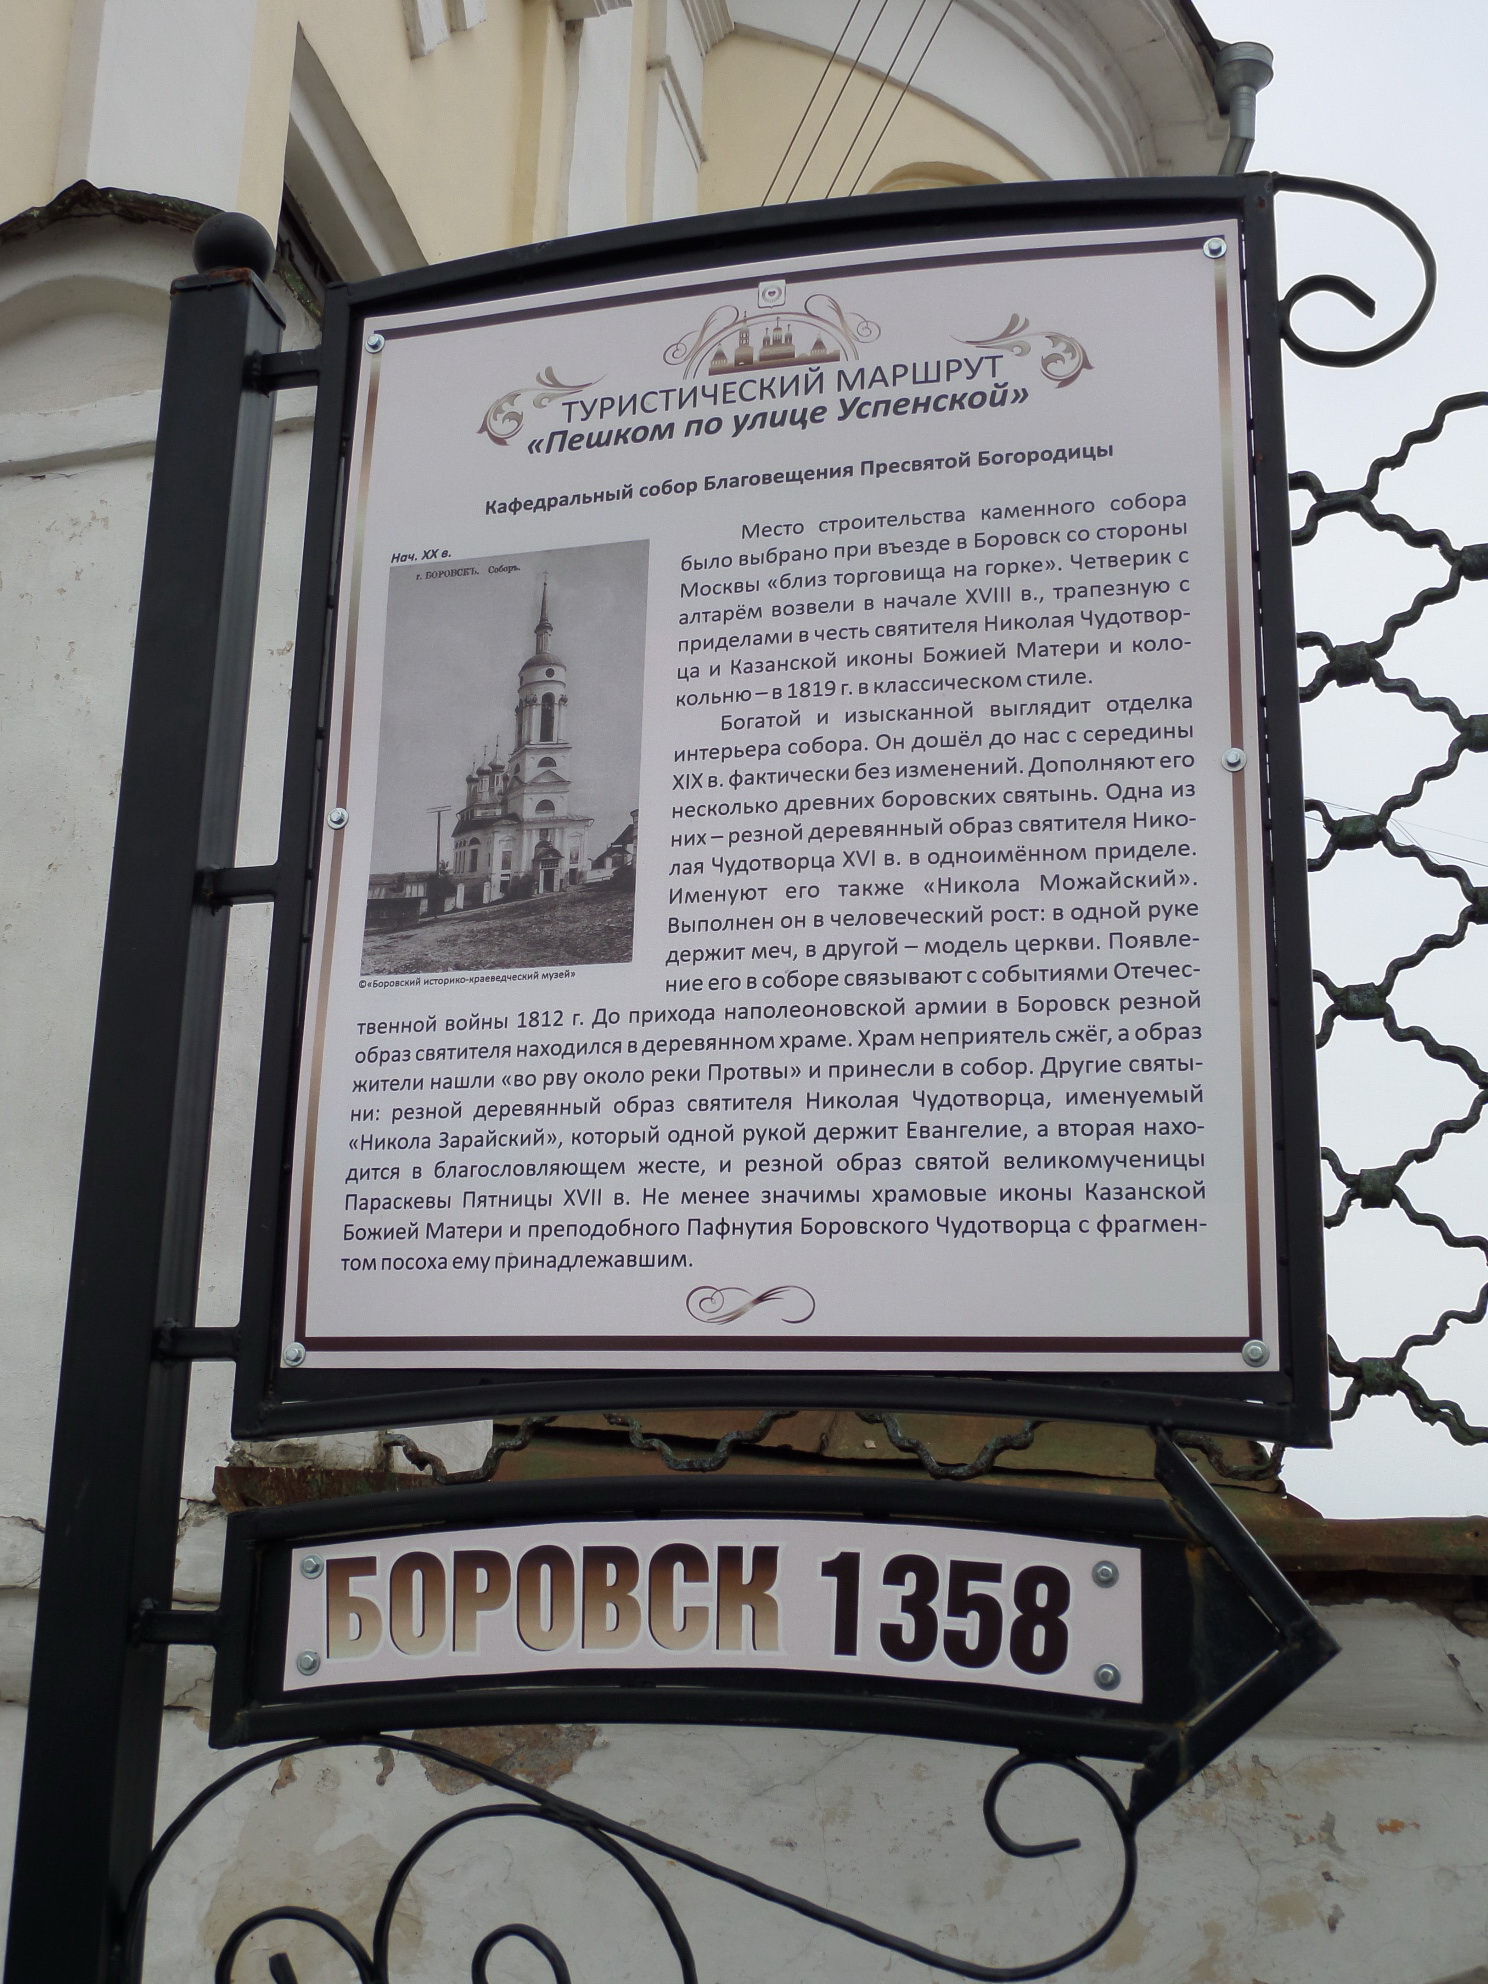 ТУРИСТИЧЕСКИЙ МАРШРУТ
«Пешком по улице Успенской»
Кафедральный собор Благовещения Пресвятой Богородицы
Нач. XX в.
г. БОРОВСКЪ. Соборъ.
©«Боровский историко-краеведческий музей»
Место строительства каменного собора
было выбрано при въезде в Боровск со стороны
Москвы «близ торговища на горке». Четверик с
алтарём возвели в начале XVIII в., трапезную с
приделами в честь святителя Николая Чудотвор-
ца и Казанской иконы Божией Матери и коло-
кольню – в 1819 г. в классическом стиле.
Богатой и изысканной выглядит отделка
интерьера собора. Он дошёл до нас с середины
XIX в. фактически без изменений. Дополняют его
несколько древних боровских святынь. Одна из
них – резной деревянный образ святителя Нико-
лая Чудотворца XVI в. в одноимённом приделе.
Именуют его также «Никола Можайский».
Выполнен он в человеческий рост: в одной руке
держит меч, в другой – модель церкви. Появле-
ние его в соборе связывают с событиями Отечес-
твенной войны 1812 г. До прихода наполеоновской армии в Боровск резной
образ святителя находился в деревянном храме. Храм неприятель сжёг, а образ
жители нашли «во рву около реки Протвы» и принесли в собор. Другие святы-
ни: резной деревянный образ святителя Николая Чудотворца, именуемый
«Никола Зарайский», который одной рукой держит Евангелие, а вторая нахо-
дится в благословляющем жесте, и резной образ святой великомученицы
Параскевы Пятницы XVII в. Не менее значимы храмовые иконы Казанской
Божией Матери и преподобного Пафнутия Боровского Чудотворца с фрагмен-
том посоха ему принадлежавшим.
БОРОВСК 1358